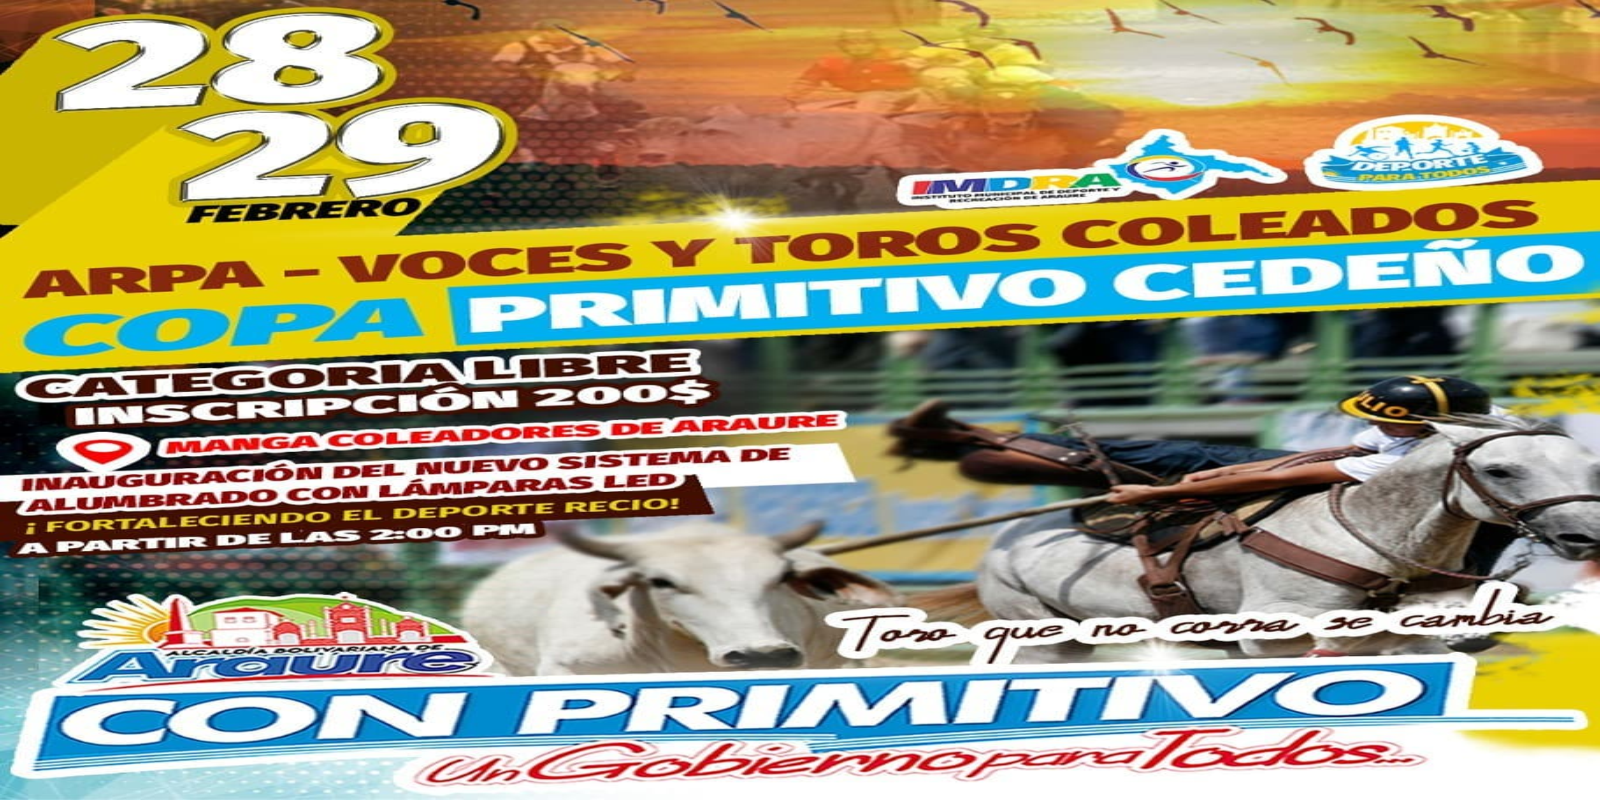 28
29
FEBRERO
IMDRA
INSTITUTO MUNICIPAL DE DEPORTE Y
RECREACIÓN DE ARAURE
DEPORTE
PARA TODOS
ARPA - VOCES Y TOROS COLEADOS
COPA PRIMITIVO CEDEÑO
CATEGORIA LIBRE
INSCRIPCIÓN 200$
MANGA COLEADORES DE ARAURE
INAUGURACIÓN DEL NUEVO SISTEMA DE
ALUMBRADO CON LÁMPARAS LED
¡ FORTALECIENDO EL DEPORTE RECIO!
A PARTIR DE LAS 2:00 PM
Toro que no corra se cambia
ALCALDÍA BOLIVARIANA DE
Araure
CON PRIMITIVO
Un Gobierno para Todos...